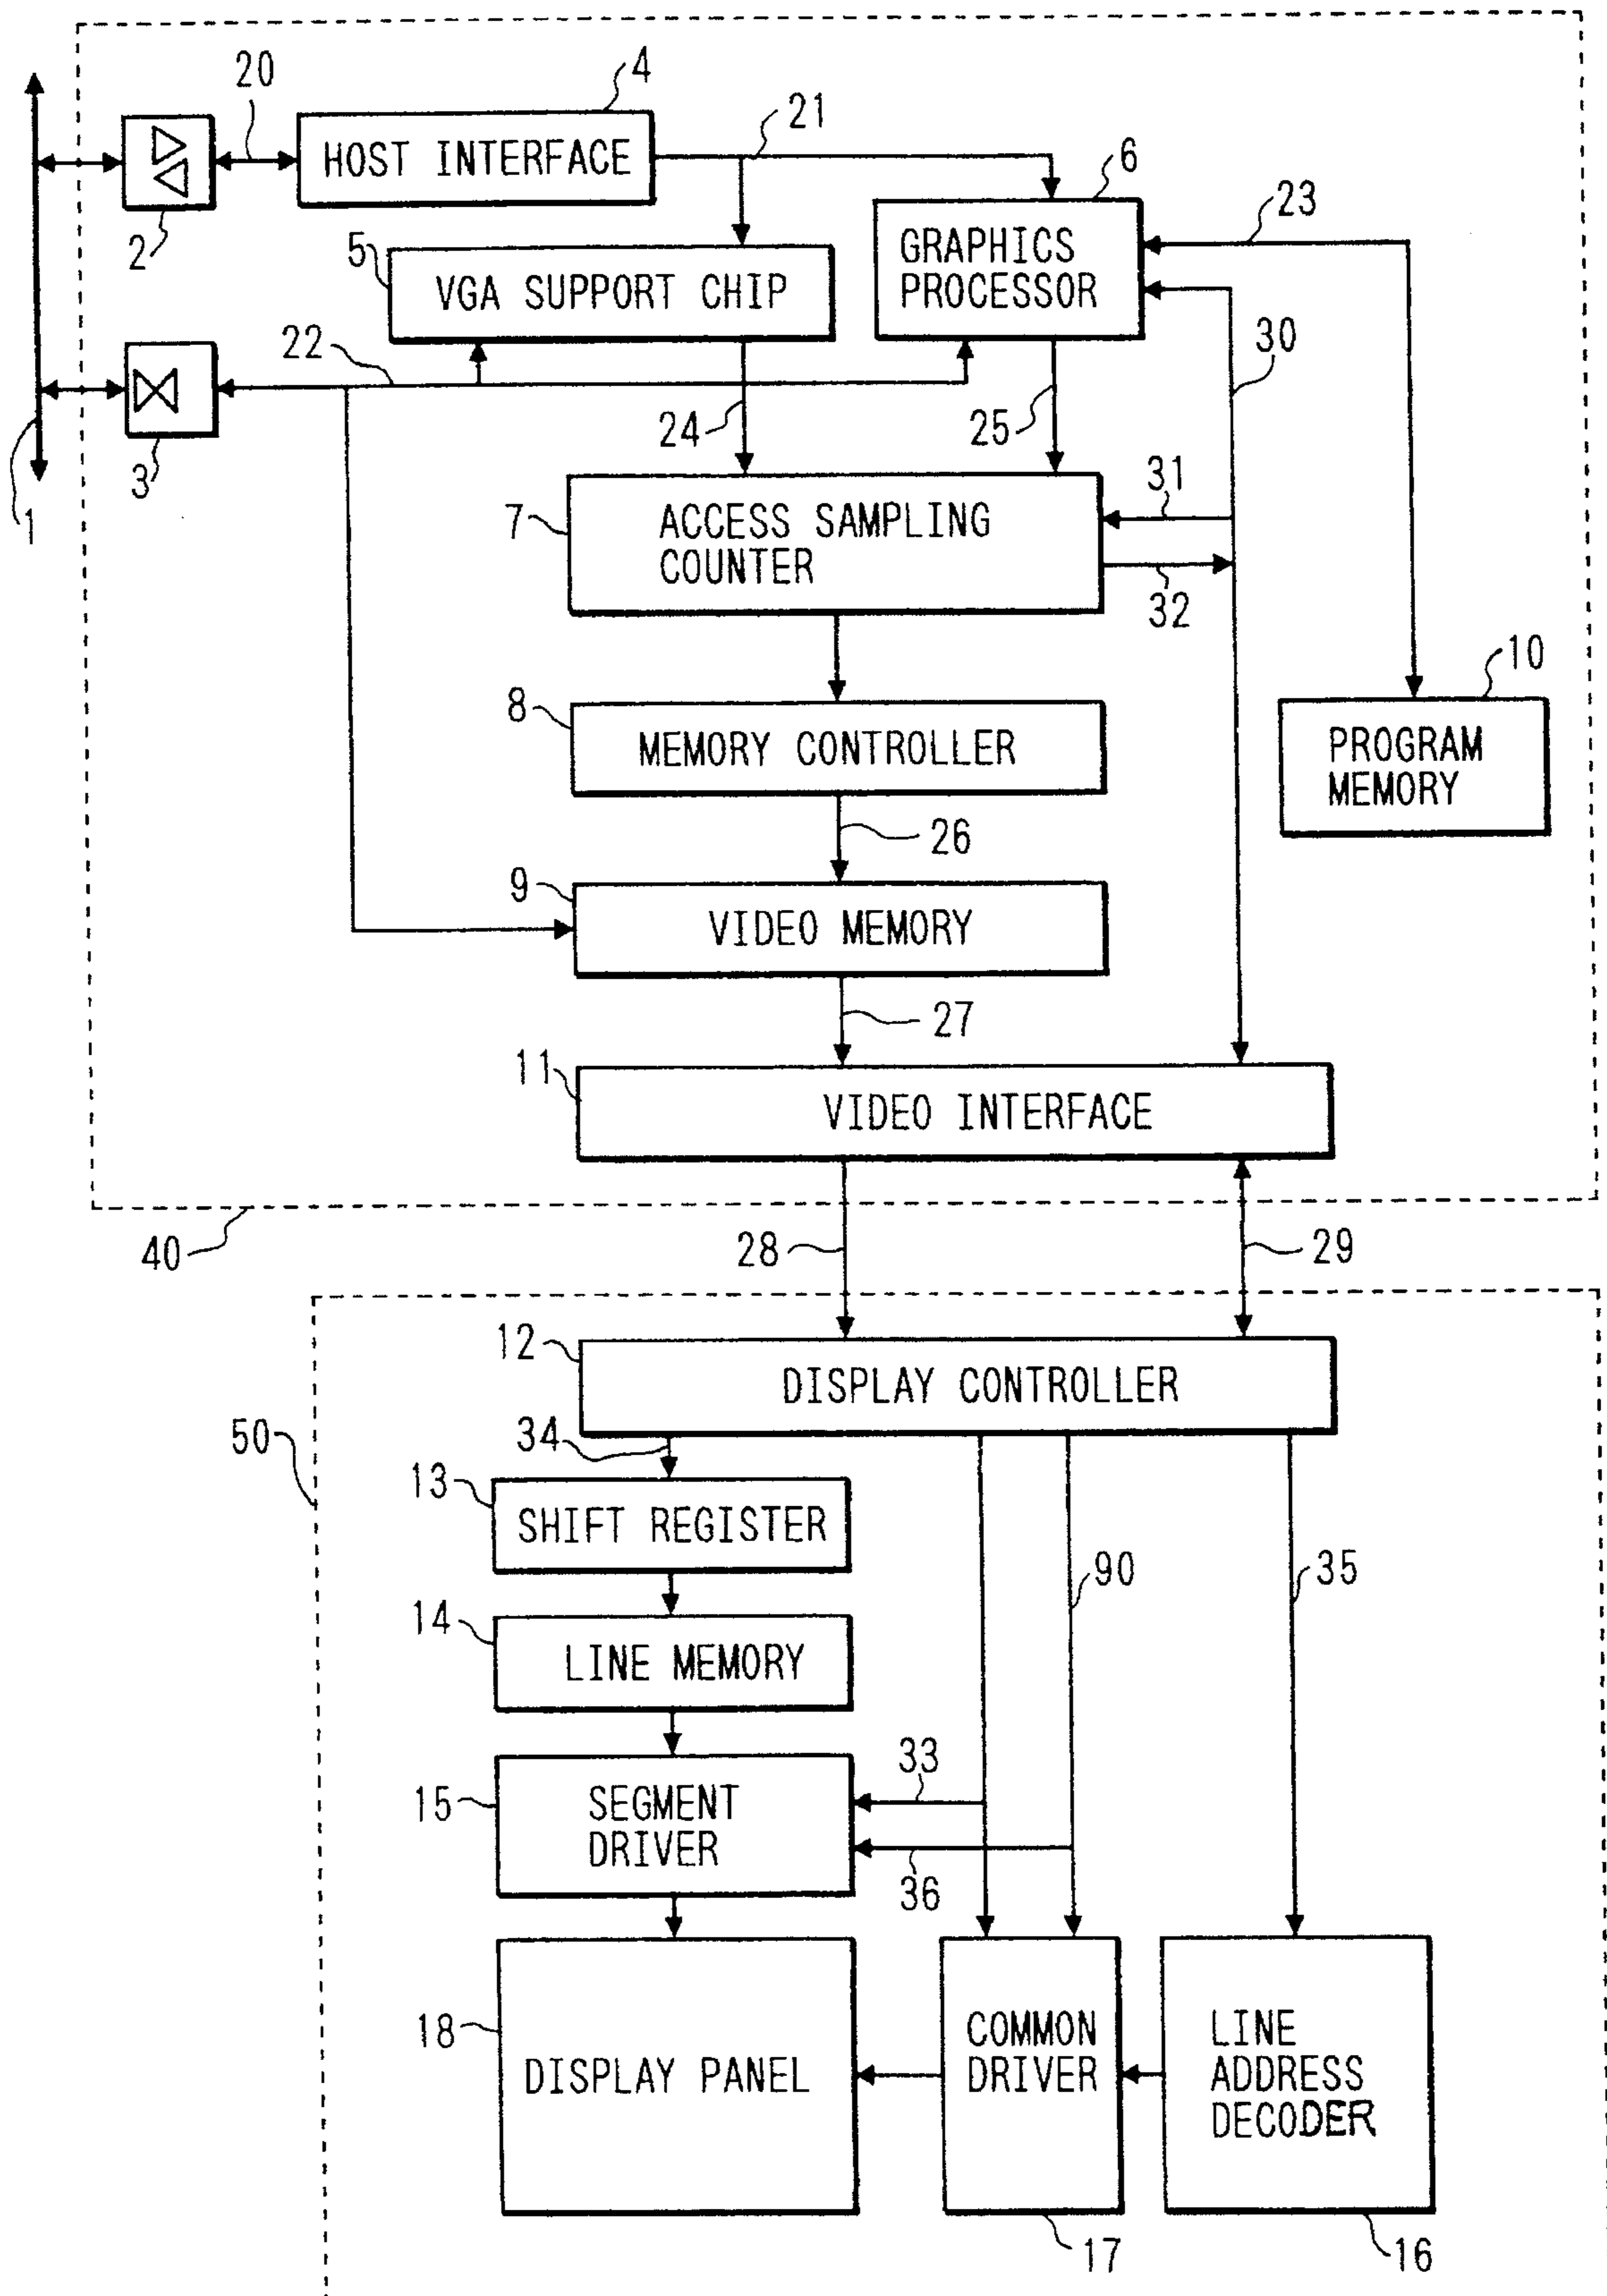 20
4
HOST INTERFACE
21
6
2
5
VGA SUPPORT CHIP
GRAPHICS
PROCESSOR
23
22
30
24
25
3
1
7
ACCESS SAMPLING
COUNTER
31
32
8
MEMORY CONTROLLER
10
PROGRAM
MEMORY
26
9
VIDEO MEMORY
27
11
VIDEO INTERFACE
40
28
29
12
DISPLAY CONTROLLER
50
34
13
SHIFT REGISTER
90
35
14
LINE MEMORY
33
15
SEGMENT
DRIVER
36
18
DISPLAY PANEL
COMMON
DRIVER
LINE
ADDRESS
DECODER
17
16